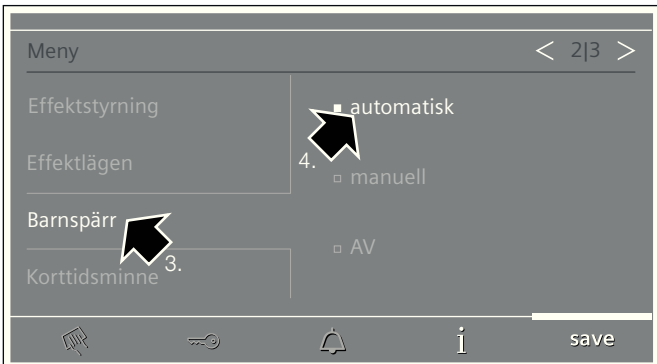 Meny < 2|3 >
Effektstyrning
automatisk
Effektlägen
4.
manuell
Barnspärr
3.
AV
Korttidsminne
i save